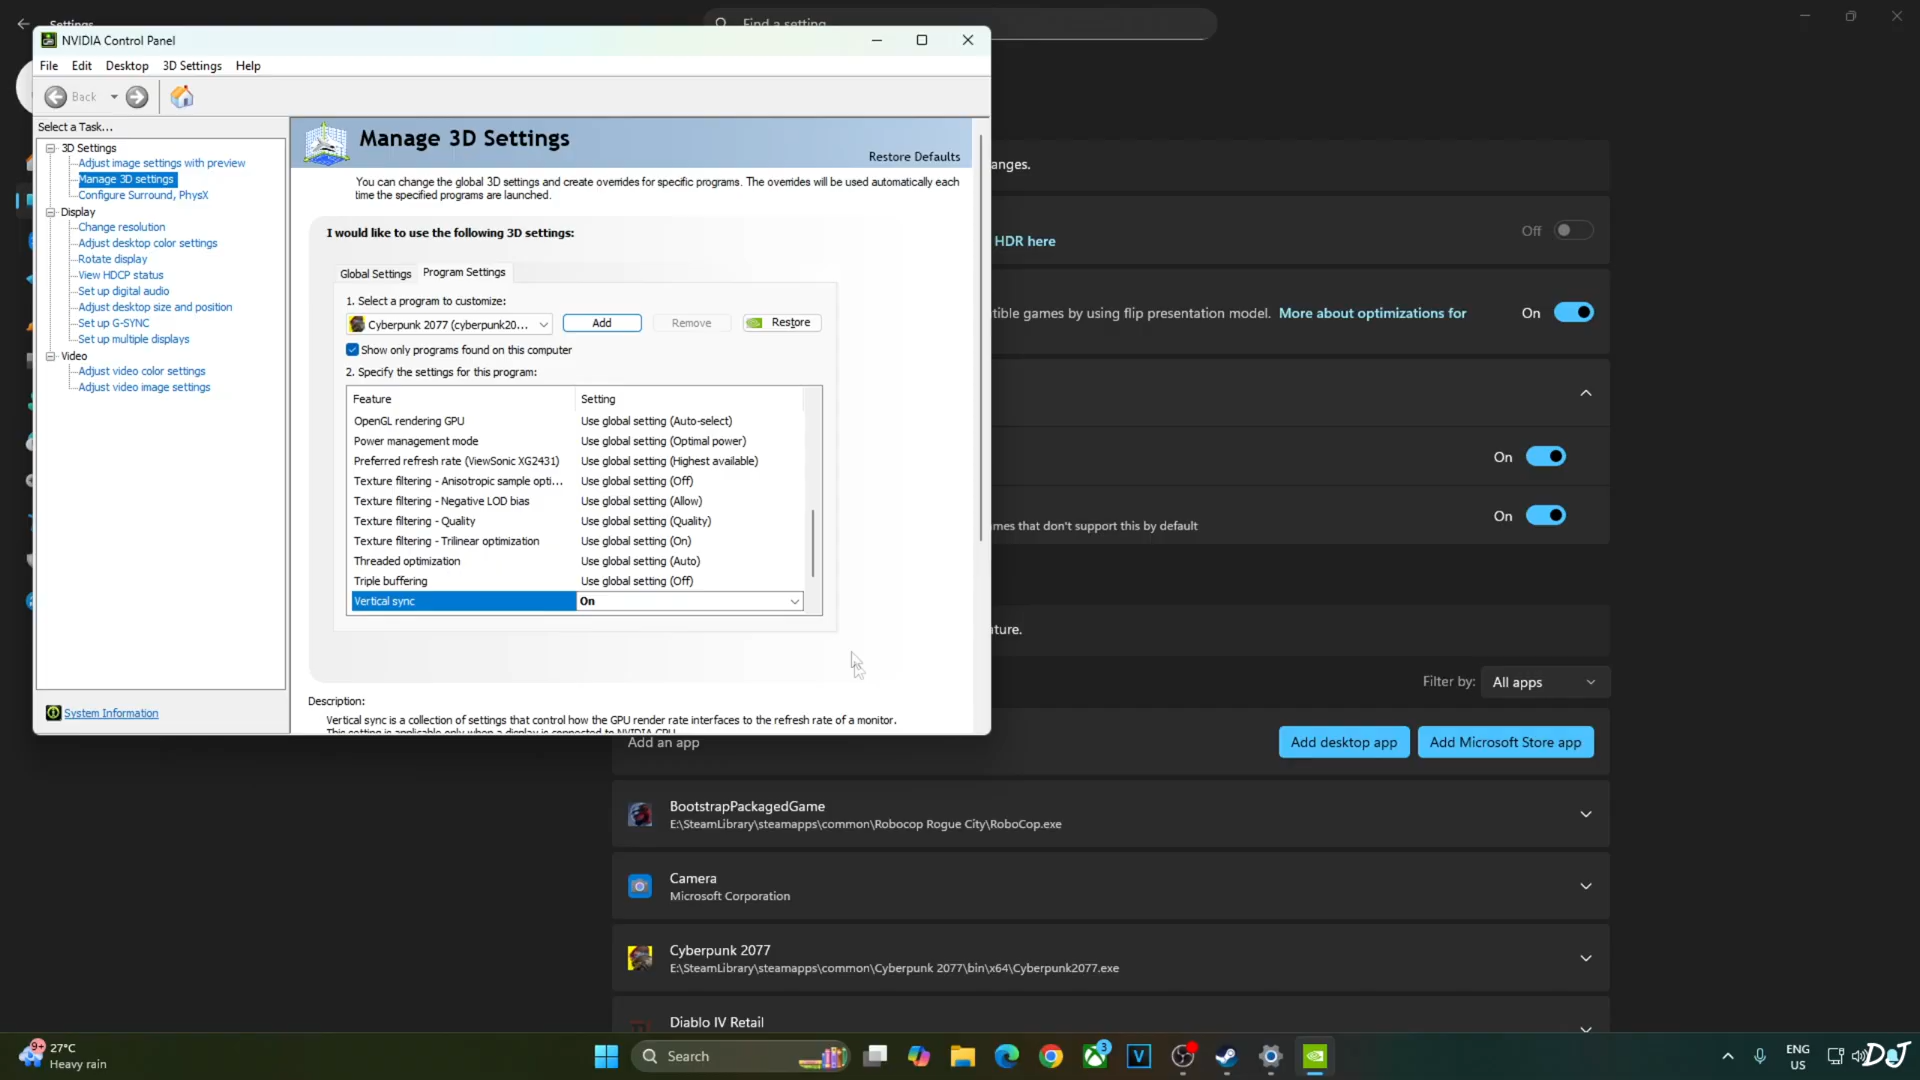 Settings
Find a setting
NVIDIA Control Panel
File Edit Desktop 3D Settings Help
Back
Select a Task...
3D Settings
Adjust image settings with preview
Manage 3D settings
Configure Surround, PhysX
Display
Change resolution
Adjust desktop color settings
Rotate display
View HDCP status
Set up digital audio
Adjust desktop size and position
Set up G-SYNC
Set up multiple displays
Video
Adjust video color settings
Adjust video image settings
System Information
Manage 3D Settings
Restore Defaults
You can change the global 3D settings and create overrides for specific programs. The overrides will be used automatically each
time the specified programs are launched.
I would like to use the following 3D settings:
Global Settings Program Settings
1. Select a program to customize:
Cyberpunk 2077 (cyberpunk20... Add Remove Restore
Show only programs found on this computer
2. Specify the settings for this program:
Feature Setting
OpenGL rendering GPU Use global setting (Auto-select)
Power management mode Use global setting (Optimal power)
Preferred refresh rate (ViewSonic XG2431) Use global setting (Highest available)
Texture filtering - Anisotropic sample opti... Use global setting (Off)
Texture filtering - Negative LOD bias Use global setting (Allow)
Texture filtering - Quality Use global setting (Quality)
Texture filtering - Trilinear optimization Use global setting (On)
Threaded optimization Use global setting (Auto)
Triple buffering Use global setting (Off)
Vertical sync On
Description:
Vertical sync is a collection of settings that control how the GPU render rate interfaces to the refresh rate of a monitor.
This setting is applicable only when a display is connected to NVIDIA GPU.
anges.
HDR here
Off
tible games by using flip presentation model. More about optimizations for
On
On
mes that don't support this by default
On
ture.
Filter by: All apps
Add an app
Add desktop app Add Microsoft Store app
BootstrapPackagedGame
E:\SteamLibrary\steamapps\common\Robocop Rogue City\RoboCop.exe
Camera
Microsoft Corporation
Cyberpunk 2077
E:\SteamLibrary\steamapps\common\Cyberpunk 2077\bin\x64\Cyberpunk2077.exe
Diablo IV Retail
9+
27°C
Heavy rain
Search
3
V
ENG
US
DJ